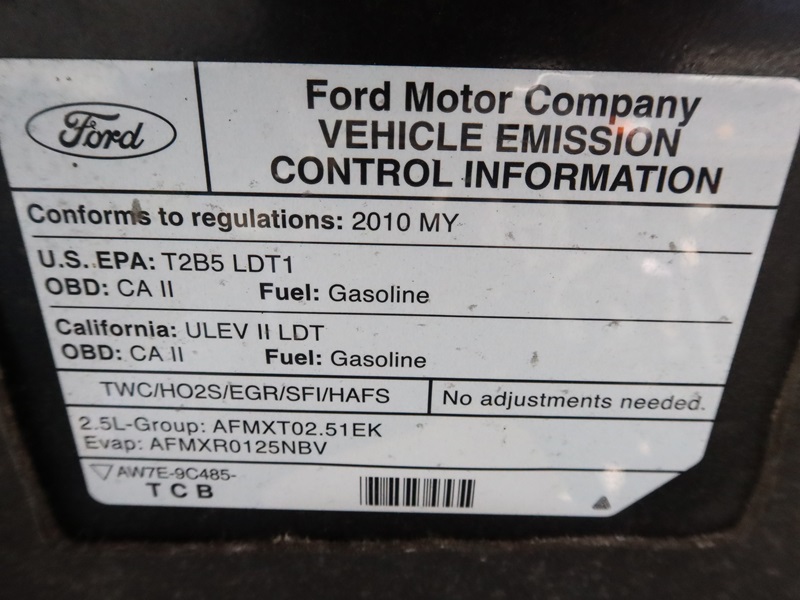 Ford
Ford Motor Company
VEHICLE EMISSION
CONTROL INFORMATION
Conforms to regulations: 2010 MY
U.S. EPA: T2B5 LDT1
OBD: CA II Fuel: Gasoline
California: ULEV II LDT
OBD: CA II Fuel: Gasoline
TWC/HO2S/EGR/SFI/HAFS No adjustments needed.
2.5L-Group: AFMXT02.51EK
Evap: AFMXR0125NBV
AW7E-9C485-
TCB